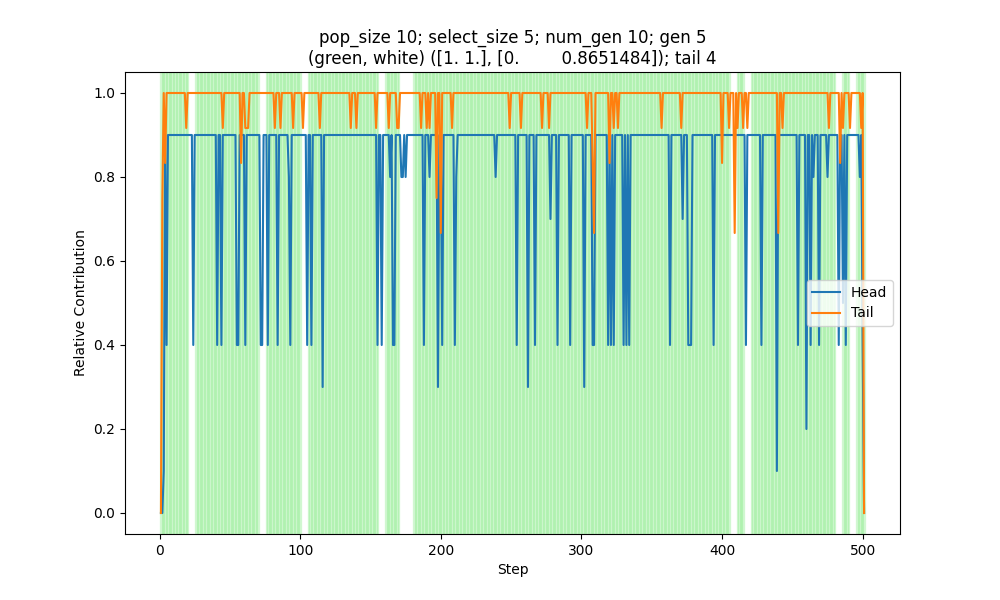 pop_size 10; select_size 5; num_gen 10; gen 5
(green, white) ([1. 1.], [0. 0.8651484]); tail 4
1.0
0.8
0.6
0.4
0.2
0.0
Relative Contribution
Head
Tail
0 100 200 300 400 500
Step